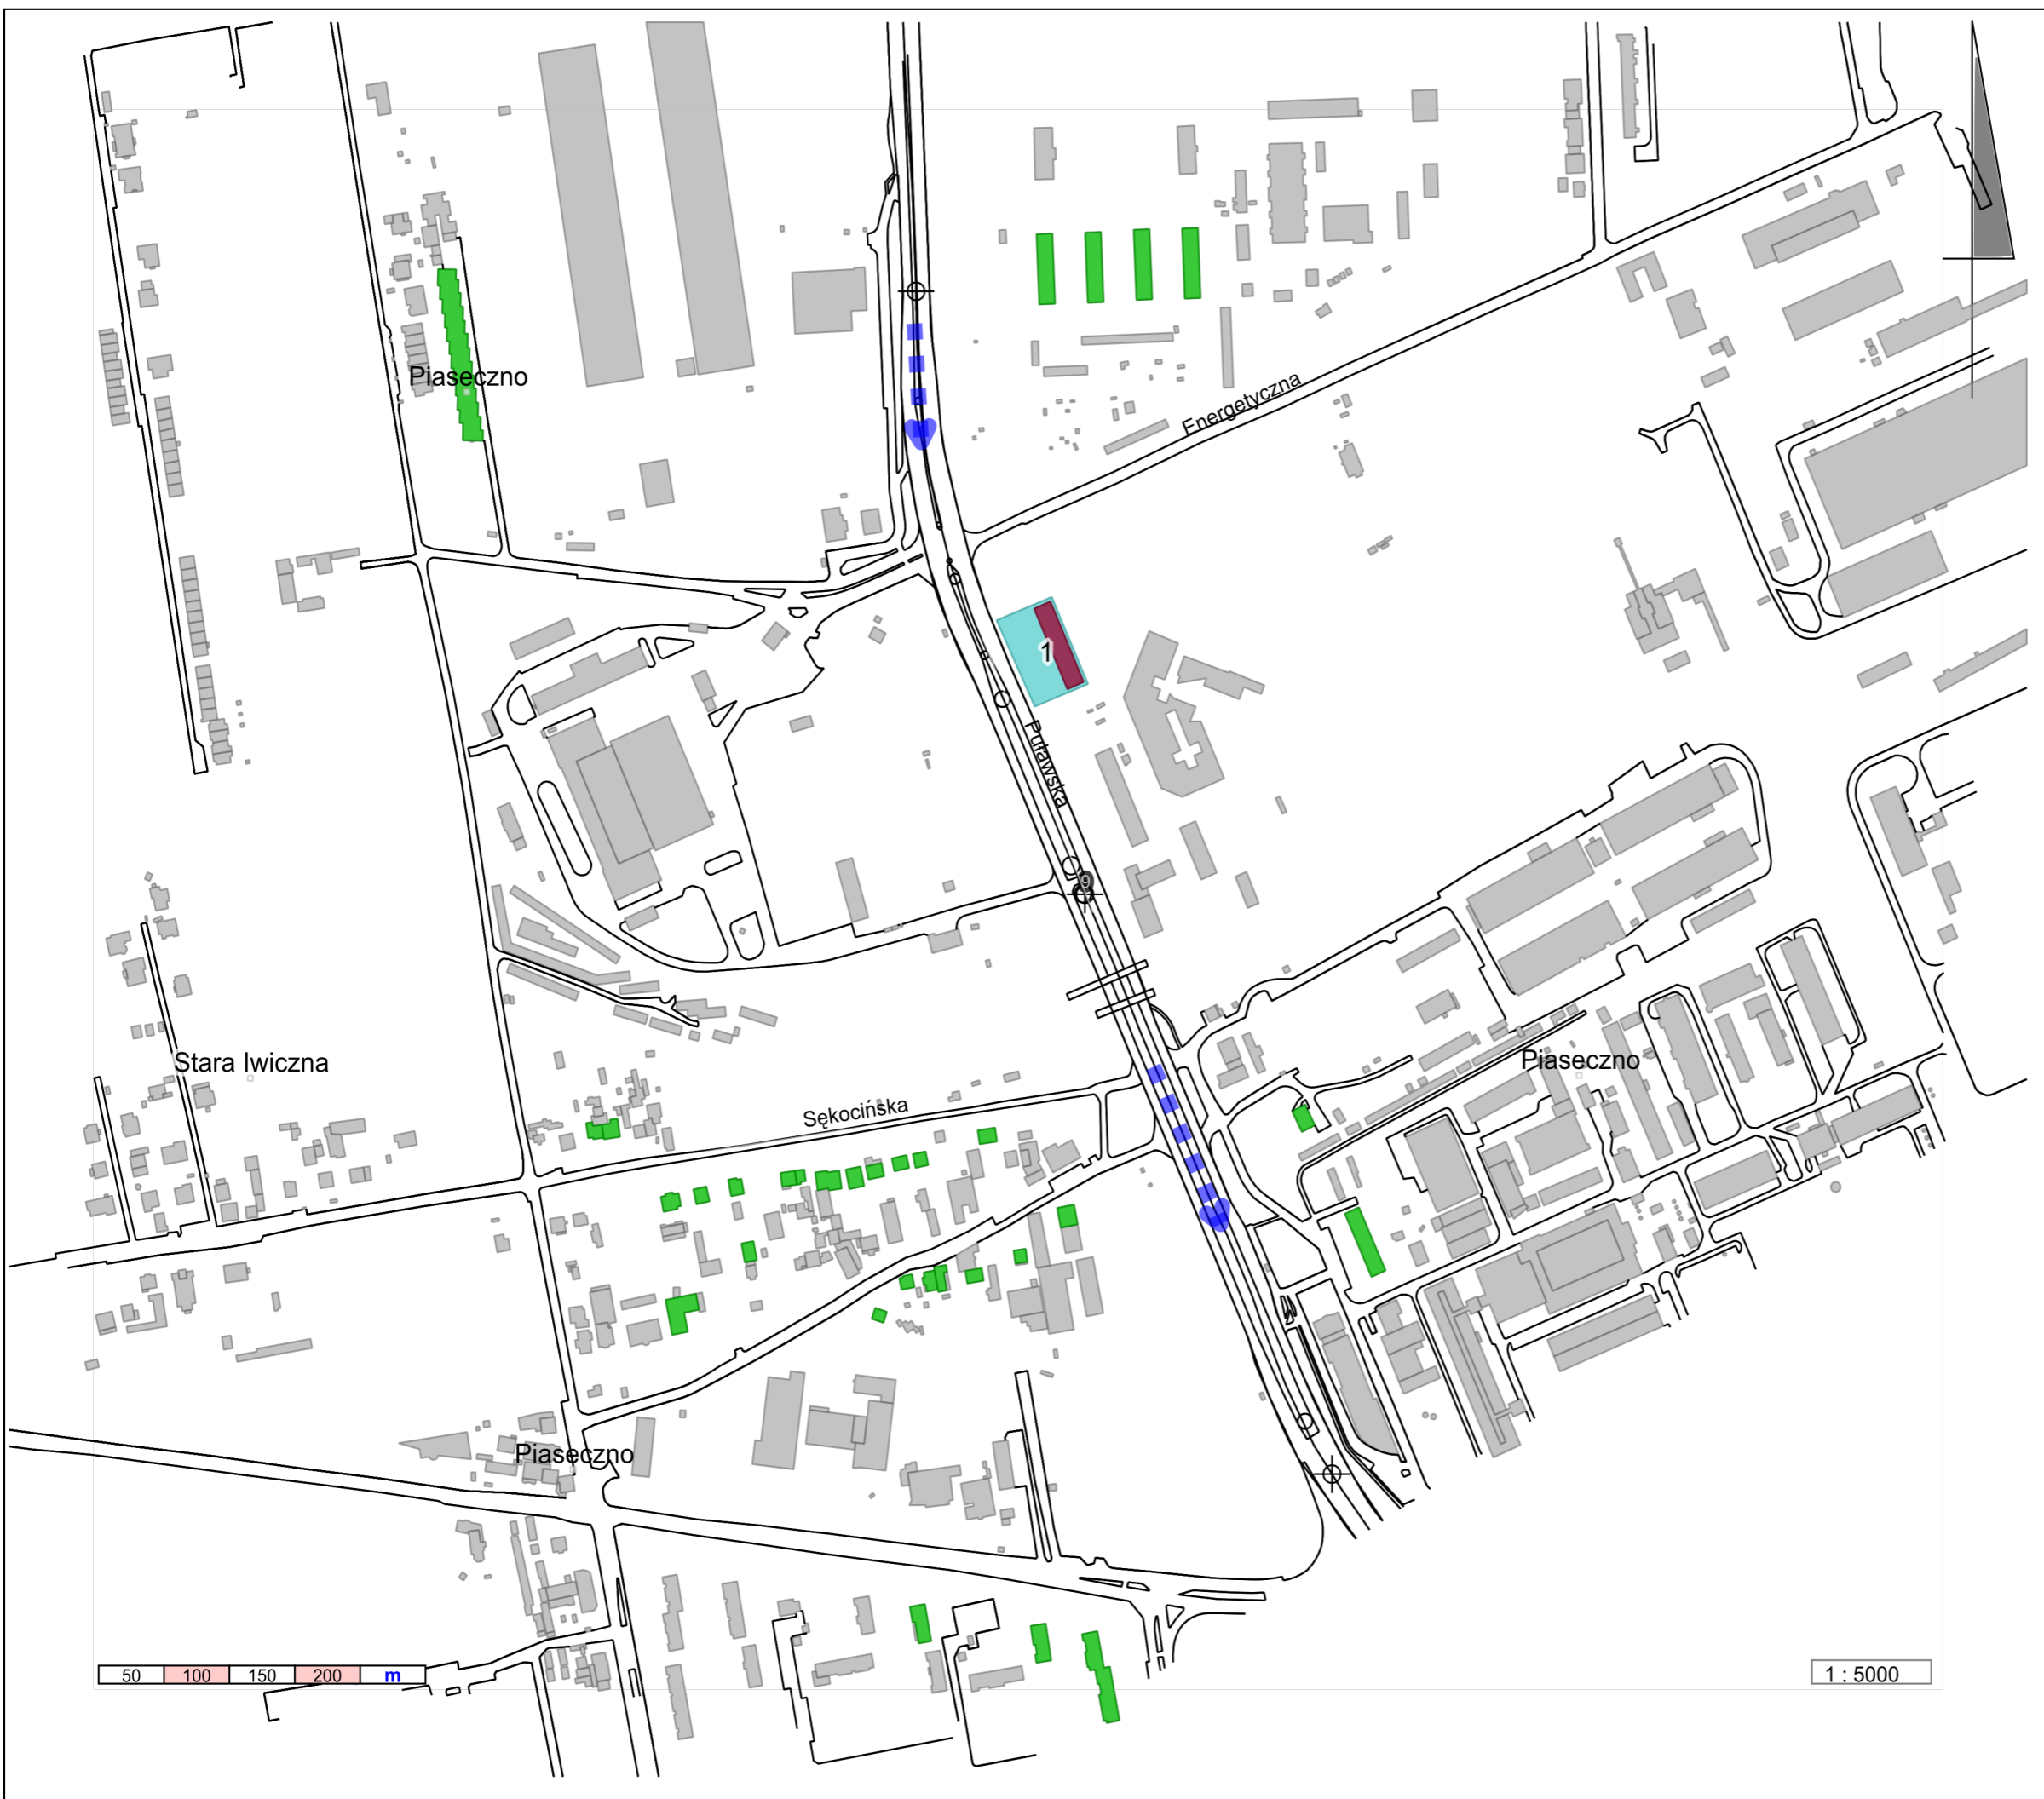 Piaseczno
Energetyczna
1
Puławska
9
Stara Iwiczna
Sękocińska
Piaseczno
Piaseczno
50 100 150 200 m
1 : 5000